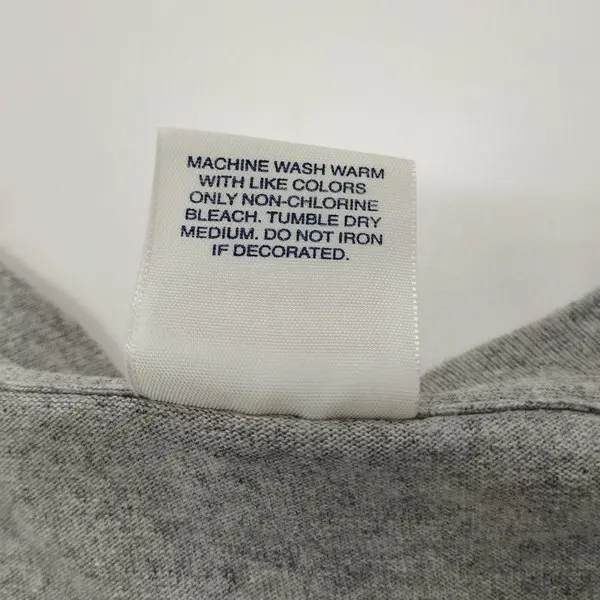 MACHINE WASH WARM
WITH LIKE COLORS
ONLY NON-CHLORINE
BLEACH. TUMBLE DRY
MEDIUM. DO NOT IRON
IF DECORATED.